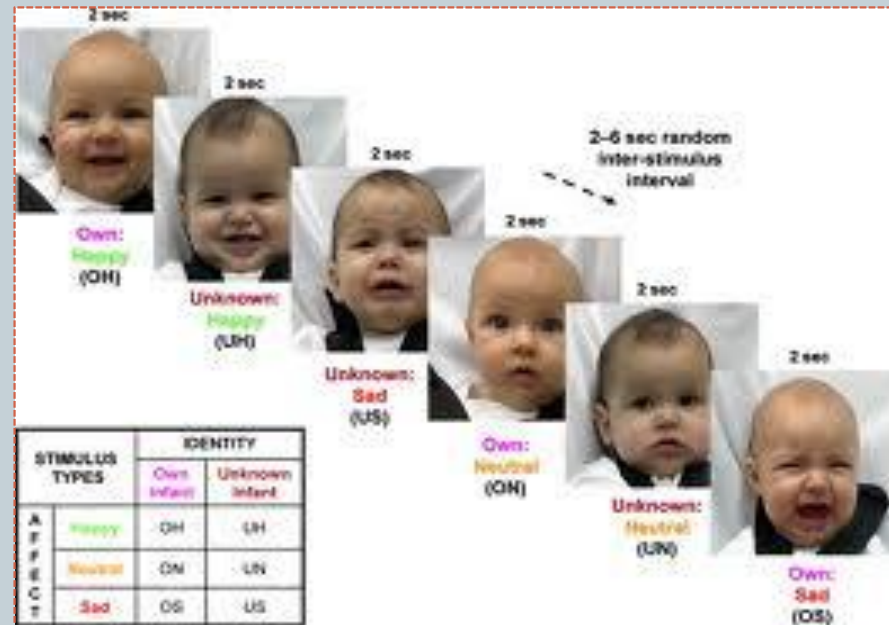 2 sec
Own:
Happy
(OH)
2 sec
Unknown:
Happy
(UH)
2 sec
Unknown:
Sad
(US)
2 sec
Own:
Neutral
(ON)
2 sec
Unknown:
Neutral
(UN)
2 sec
Own:
Sad
(OS)
2–6 sec random
inter-stimulus
interval
STIMULUS
TYPES
IDENTITY
Own
Infant
Unknown
Infant
AFFECT
Happy
OH
UH
Neutral
ON
UN
Sad
OS
US